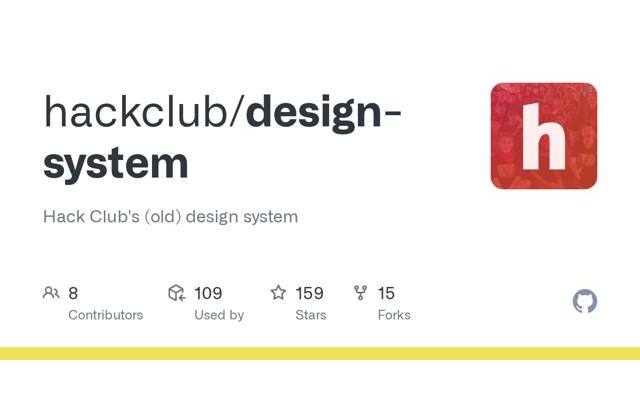 hackclub/design-
system
Hack Club's (old) design system
h
8
Contributors
109
Used by
159
Stars
15
Forks